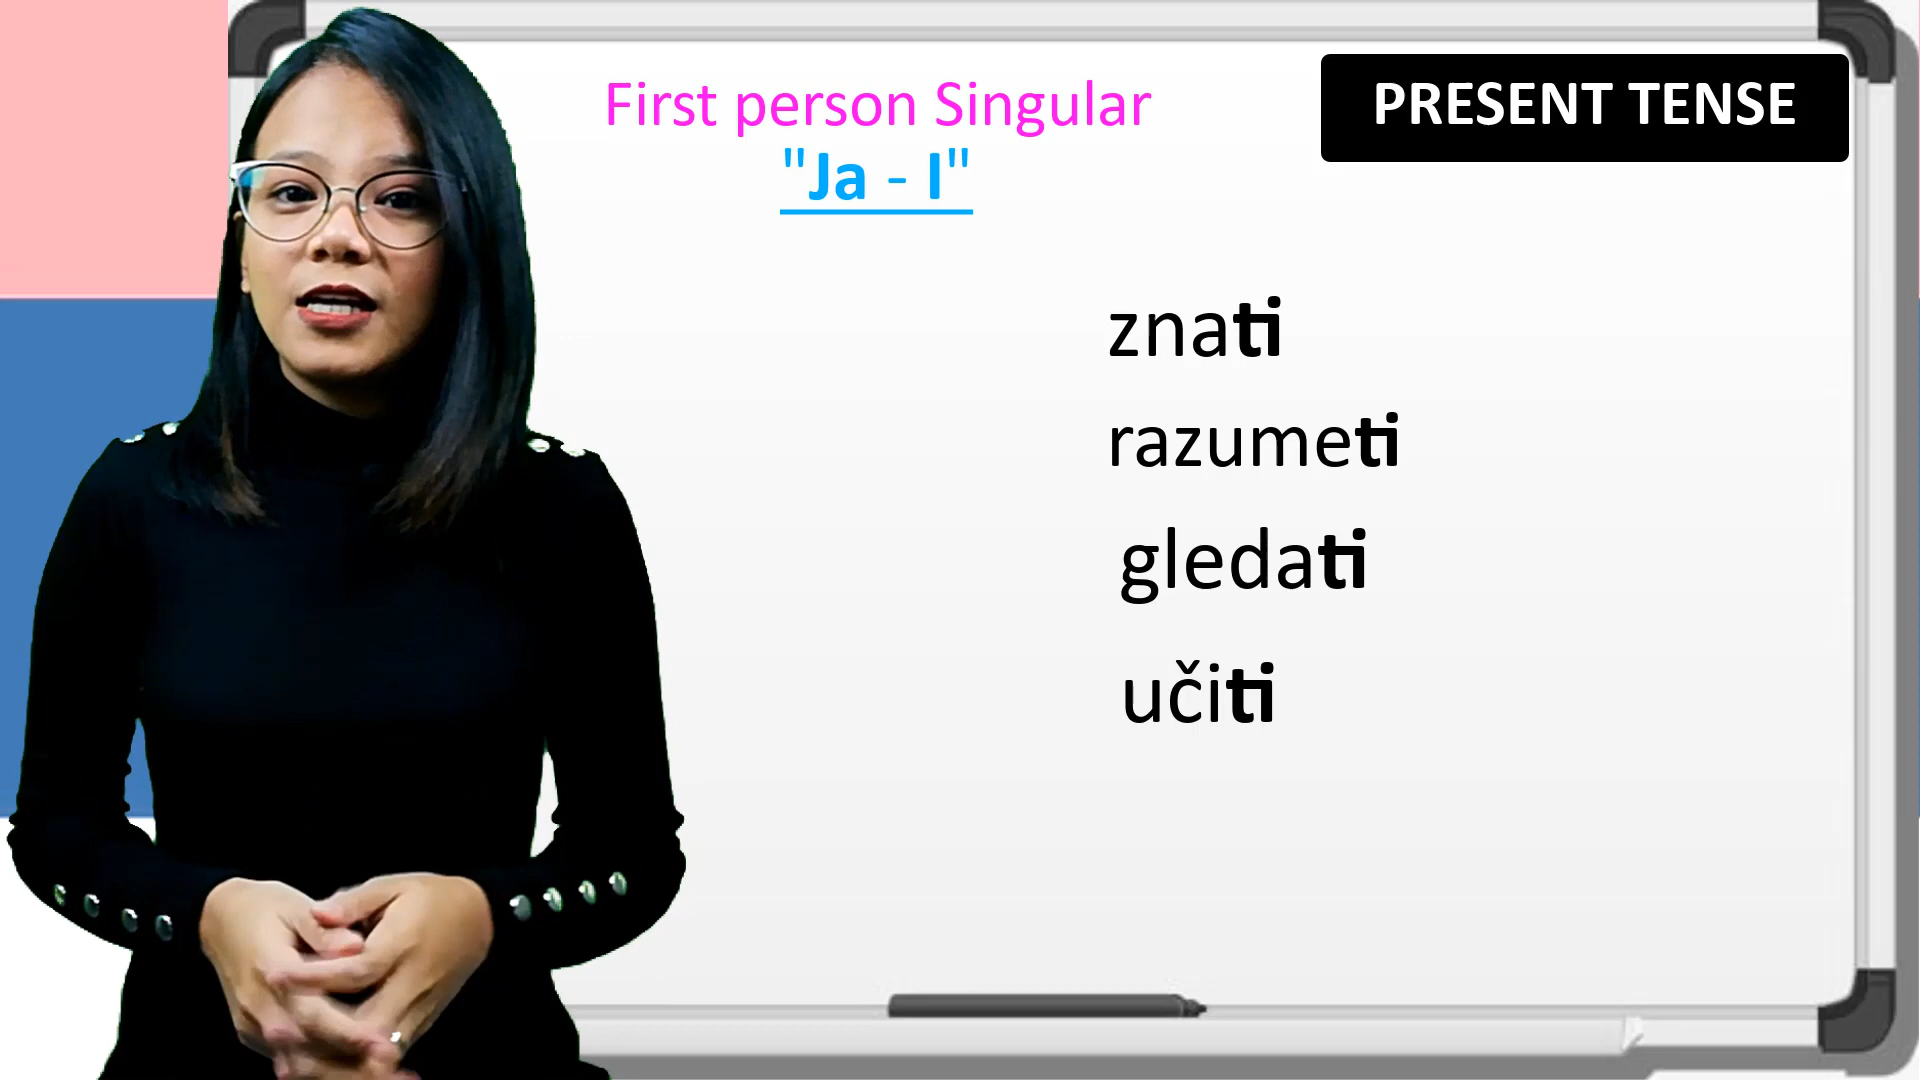 First person Singular
"Ja - I"
PRESENT TENSE
znati
razumeti
gledati
učiti